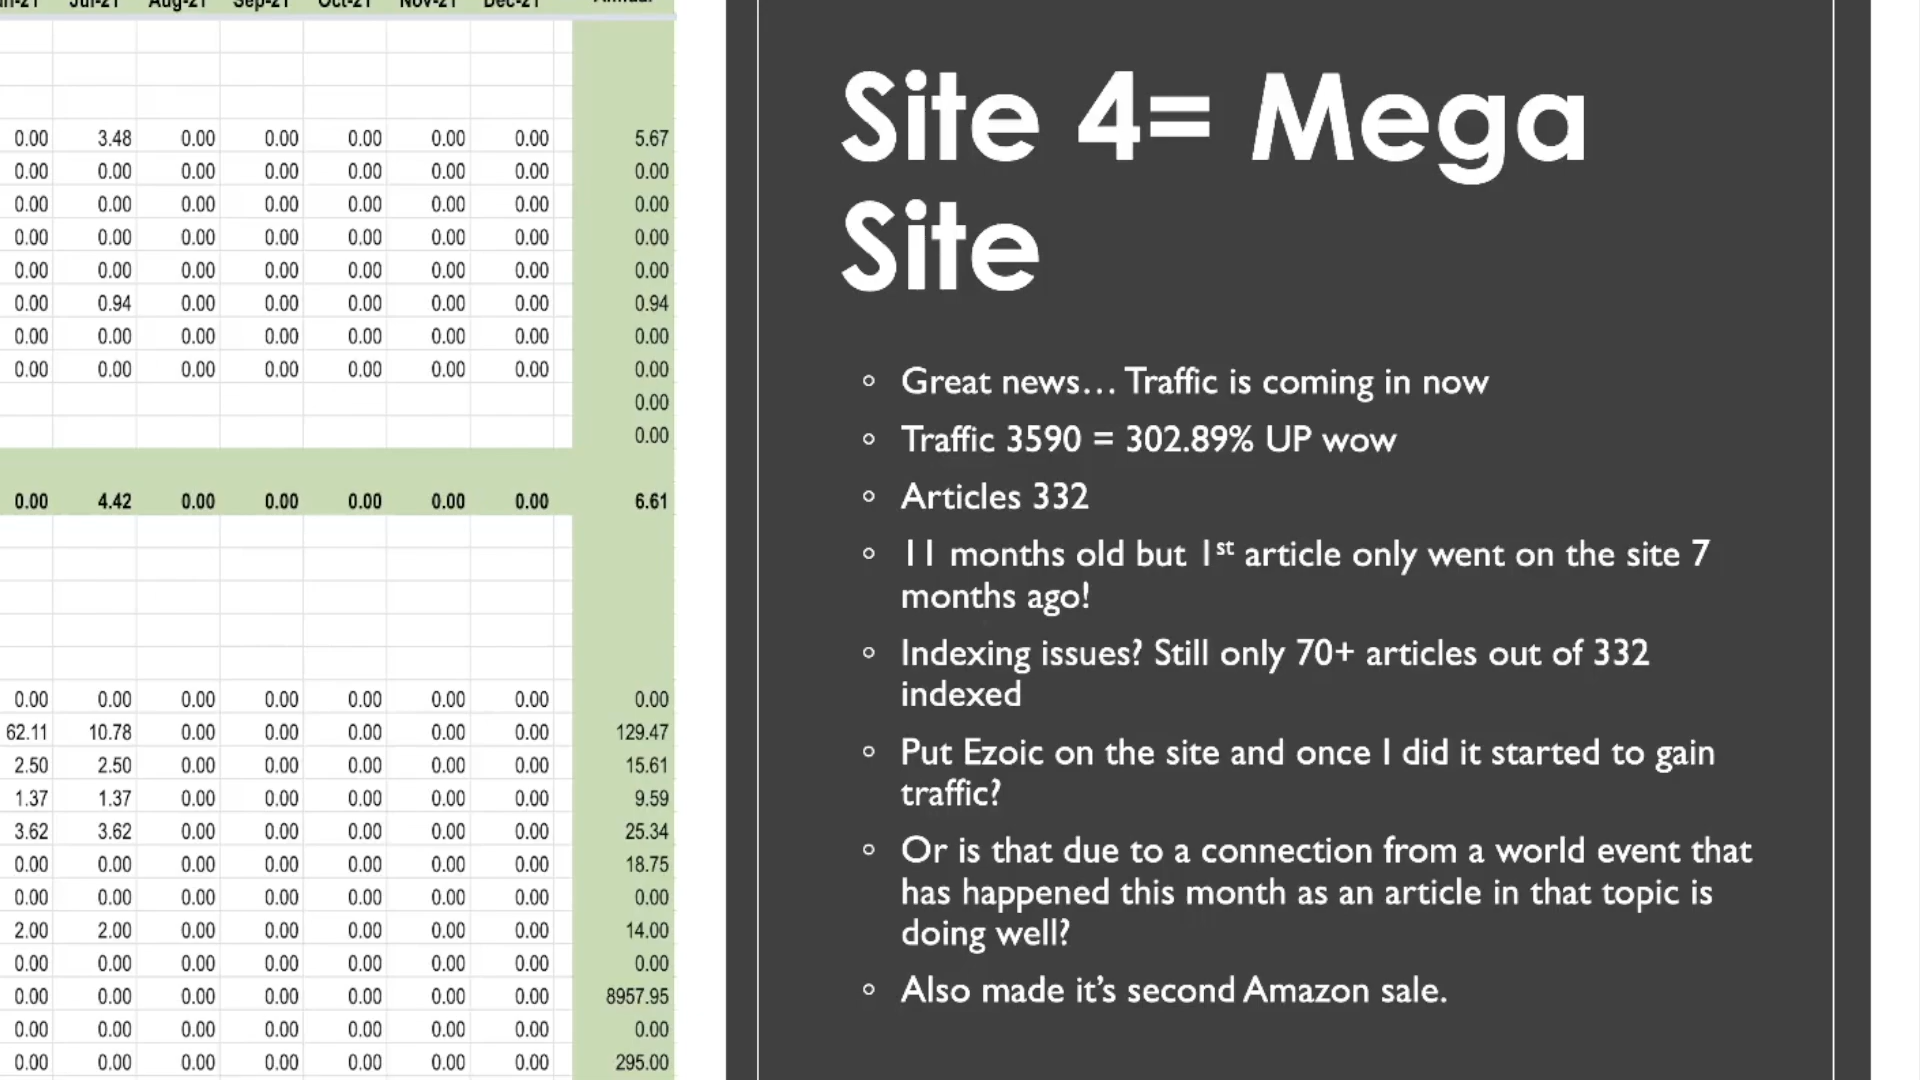 Jul-21 Aug-21 Sep-21 Oct-21 Nov-21 Dec-21 Annual
0.00 3.48 0.00 0.00 0.00 0.00 0.00 5.67
0.00 0.00 0.00 0.00 0.00 0.00 0.00 0.00
0.00 0.00 0.00 0.00 0.00 0.00 0.00 0.00
0.00 0.00 0.00 0.00 0.00 0.00 0.00 0.00
0.00 0.00 0.00 0.00 0.00 0.00 0.00 0.00
0.00 0.94 0.00 0.00 0.00 0.00 0.00 0.94
0.00 0.00 0.00 0.00 0.00 0.00 0.00 0.00
0.00 0.00 0.00 0.00 0.00 0.00 0.00 0.00
0.00
0.00
0.00 4.42 0.00 0.00 0.00 0.00 0.00 6.61
0.00 0.00 0.00 0.00 0.00 0.00 0.00 0.00
62.11 10.78 0.00 0.00 0.00 0.00 0.00 129.47
2.50 2.50 0.00 0.00 0.00 0.00 0.00 15.61
1.37 1.37 0.00 0.00 0.00 0.00 0.00 9.59
3.62 3.62 0.00 0.00 0.00 0.00 0.00 25.34
0.00 0.00 0.00 0.00 0.00 0.00 0.00 18.75
0.00 0.00 0.00 0.00 0.00 0.00 0.00 0.00
2.00 2.00 0.00 0.00 0.00 0.00 0.00 14.00
0.00 0.00 0.00 0.00 0.00 0.00 0.00 0.00
0.00 0.00 0.00 0.00 0.00 0.00 0.00 8957.95
0.00 0.00 0.00 0.00 0.00 0.00 0.00 0.00
0.00 0.00 0.00 0.00 0.00 0.00 0.00 295.00
Site 4= Mega
Site
Great news... Traffic is coming in now
Traffic 3590 = 302.89% UP wow
Articles 332
11 months old but 1st article only went on the site 7
months ago!
Indexing issues? Still only 70+ articles out of 332
indexed
Put Ezoic on the site and once I did it started to gain
traffic?
Or is that due to a connection from a world event that
has happened this month as an article in that topic is
doing well?
Also made it's second Amazon sale.